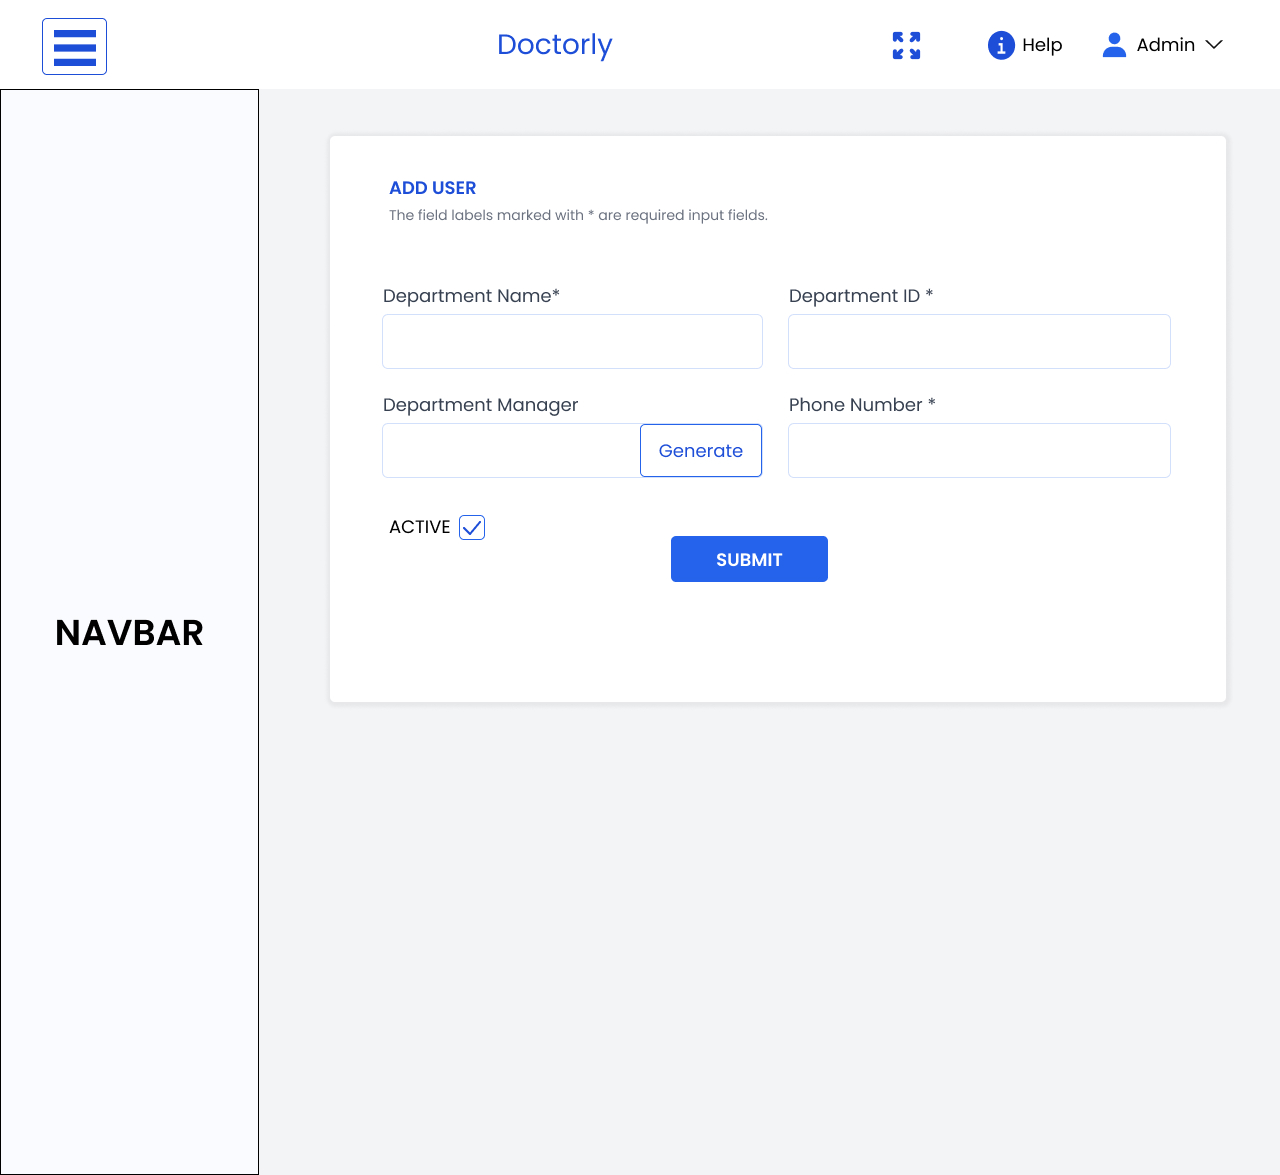 Doctorly
Help
Admin
NAVBAR
ADD USER
The field labels marked with * are required input fields.
Department Name*
Department ID *
Department Manager
Phone Number *
Generate
ACTIVE
SUBMIT